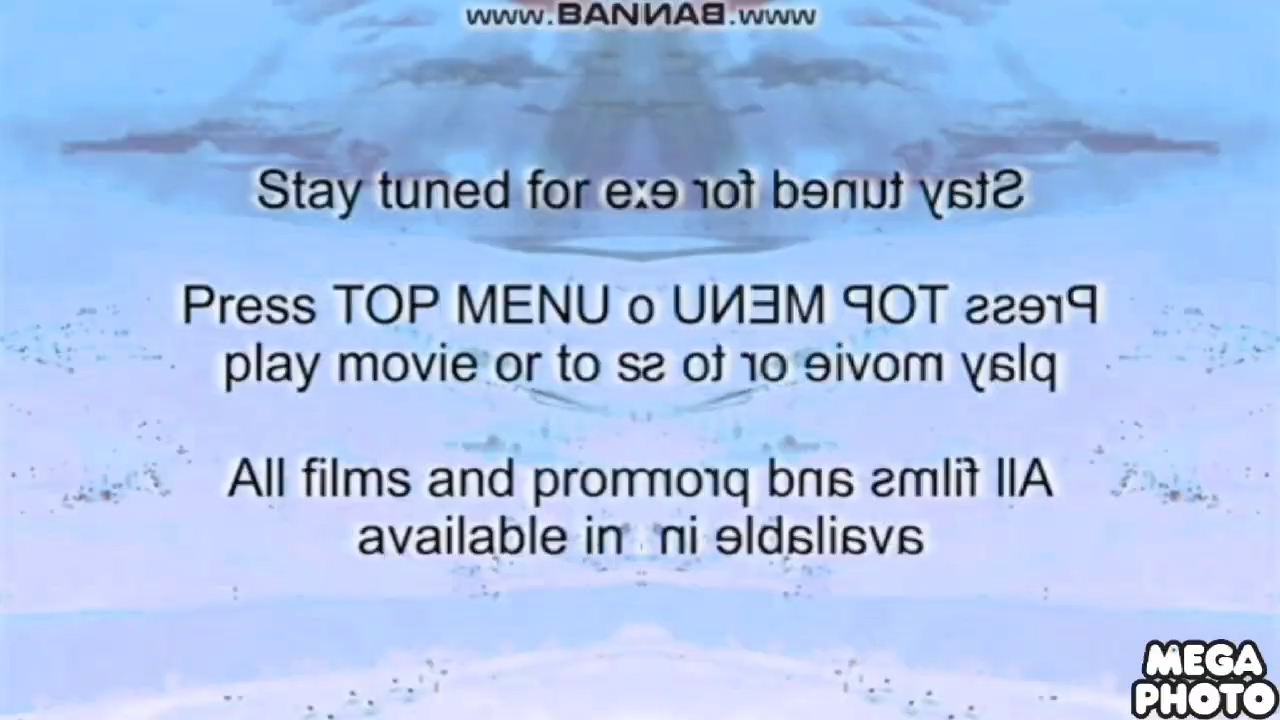 www.BANNAB.www
Stay tuned for exe rof denut yatS
Press TOP MENU o UNEM POT sserP
play movie or to ss ot ro eivom yalp
All films and prommorp dna smlif llA
available in ni elbaliava
MEGA
PHOTO